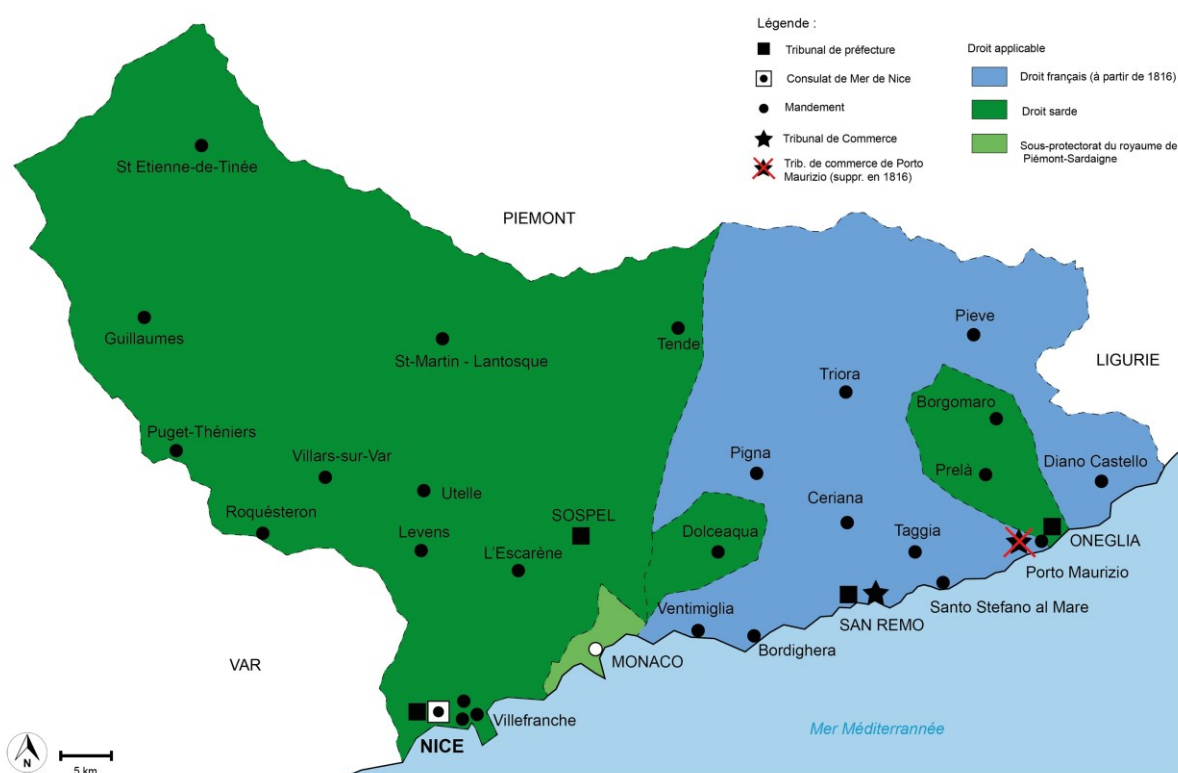 Légende :
Tribunal de préfecture
Consulat de Mer de Nice
Mandement
Tribunal de Commerce
Trib. de commerce de Porto
Maurizio (suppr. en 1816)
Droit applicable
Droit français (à partir de 1816)
Droit sarde
Sous-protectorat du royaume de
Piémont-Sardaigne
St Etienne-de-Tinée
PIEMONT
Guillaumes
St-Martin - Lantosque
Tende
Pieve
LIGURIE
Triora
Borgomaro
Puget-Théniers
Villars-sur-Var
Utelle
Pigna
Prelà
Diano Castello
Roquésteron
Levens
SOSPEL
L'Escarène
Ceriana
Dolceaqua
Taggia
ONEGLIA
Porto Maurizio
Ventimiglia
SAN REMO
Santo Stefano al Mare
Bordighera
MONACO
VAR
Villefranche
NICE
Mer Méditerrannée
N
5 km